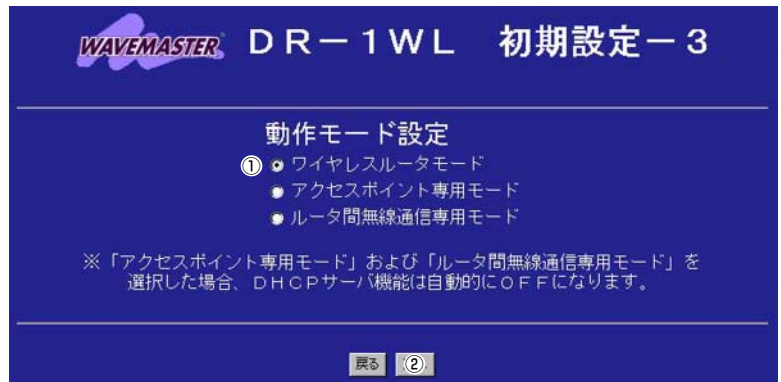 WAVEMASTER DR－1WL 初期設定－3
動作モード設定
① ワイヤレスルータモード
アクセスポイント専用モード
ルータ間無線通信専用モード
※「アクセスポイント専用モード」および「ルータ間無線通信専用モード」を
選択した場合、DHCPサーバ機能は自動的にOFFになります。
戻る ②